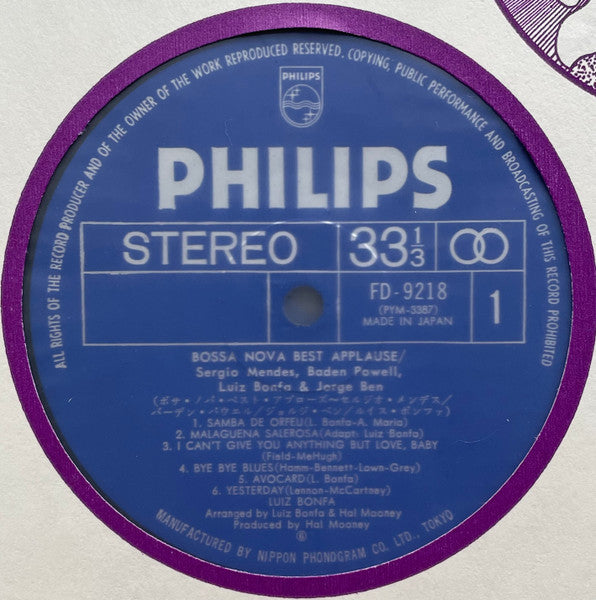 ALL RIGHTS OF THE RECORD PRODUCER AND OF THE OWNER OF THE WORK REPRODUCED RESERVED. COPYING, PUBLIC PERFORMANCE AND BROADCASTING OF THIS RECORD PROHIBITED
PHILIPS
PHILIPS
STEREO 33⅓
FD-9218
(PYM-3387)
MADE IN JAPAN
1
BOSSA NOVA BEST APPLAUSE/
Sergio Mendes, Baden Powell,
Luiz Bonfa & Jorge Ben
(ボサ・ノバ・ベスト・アプローズ〜セルジオ・メンデス/
バーデン・パウエル/ジョルジ・ベン/ルイス・ボンファ)
1. SAMBA DE ORFEU(L. Bonfa-A. Maria)
2. MALAGUENA SALEROSA(Adapt: Luiz Bonfa)
3. I CAN'T GIVE YOU ANYTHING BUT LOVE, BABY
(Field-McHugh)
4. BYE BYE BLUES(Hamm-Bennett-Lown-Grey)
5. AVOCARD(L. Bonfa)
6. YESTERDAY(Lennon-McCartney)
LUIZ BONFA
Arranged by Luiz Bonfa & Hal Mooney
Produced by Hal Mooney
MANUFACTURED BY NIPPON PHONOGRAM CO. LTD., TOKYO